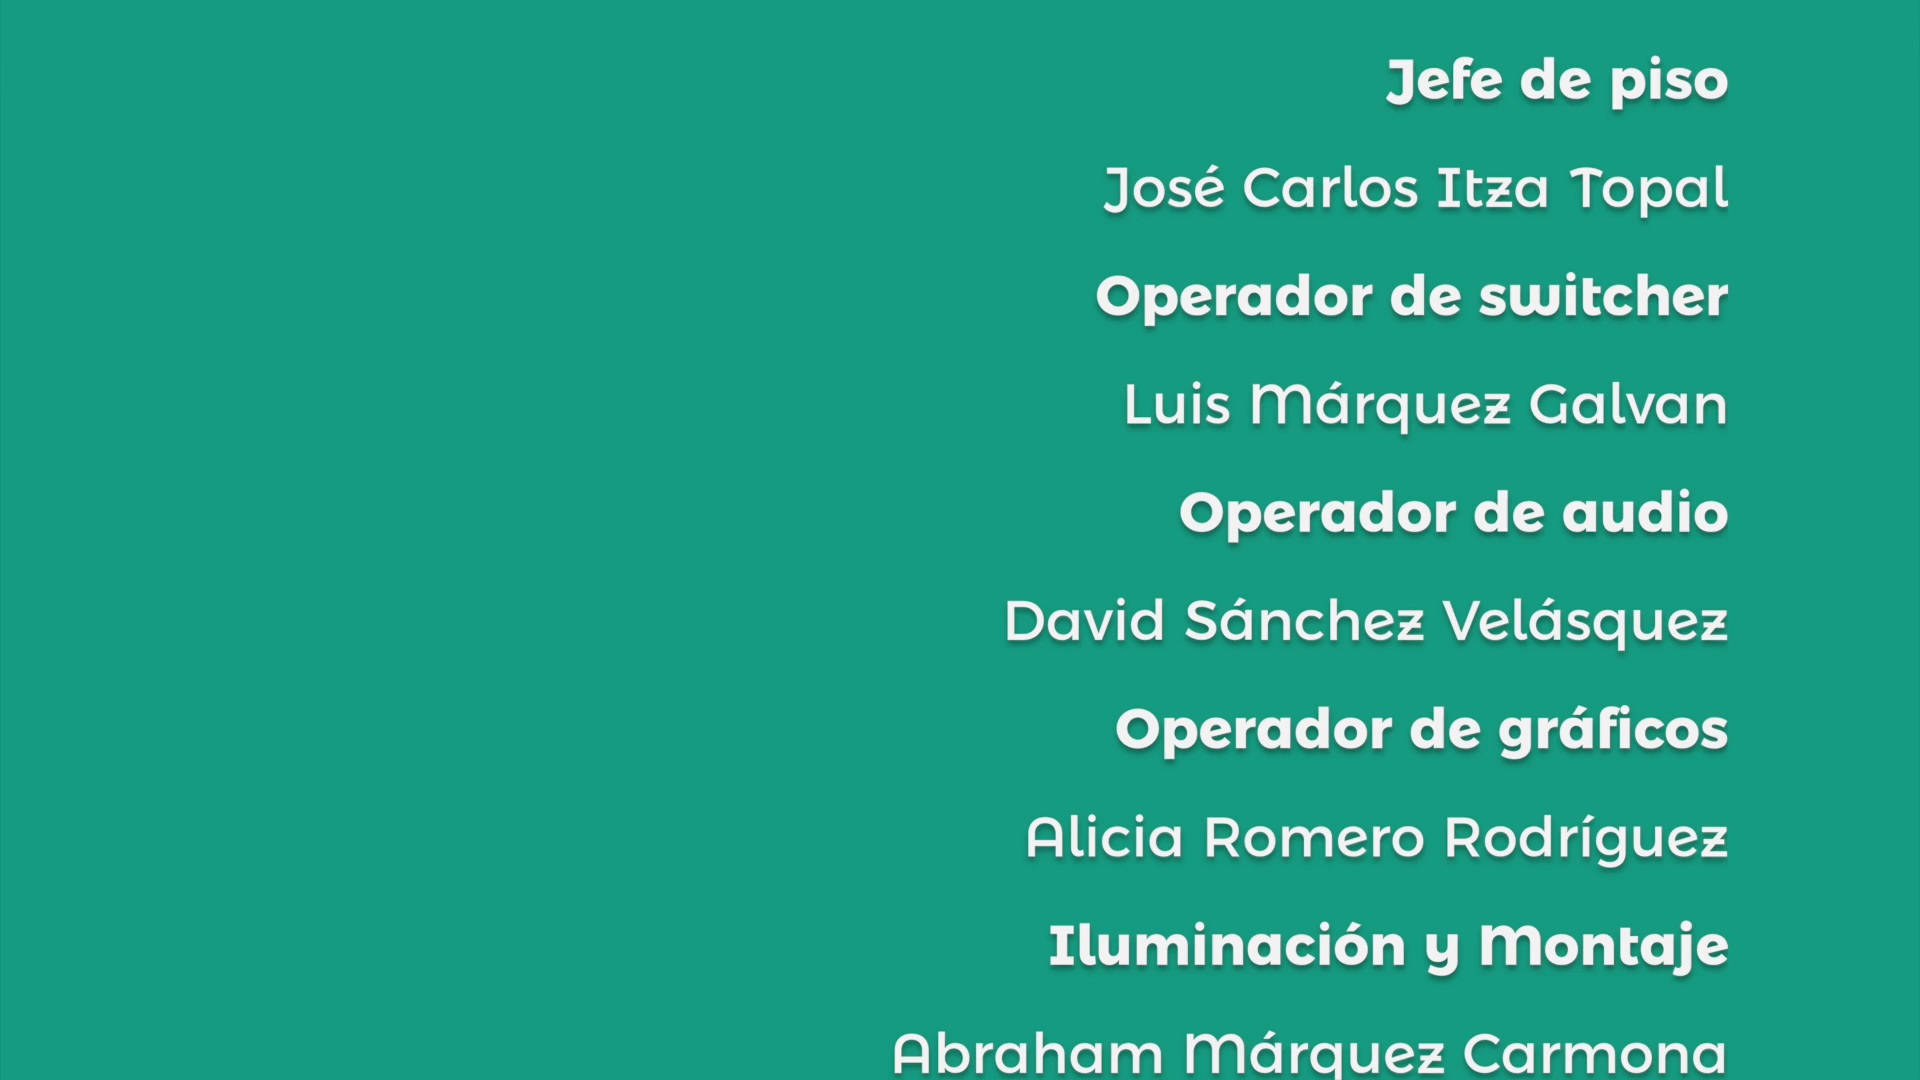 Jefe de piso
José Carlos Itza Topal
Operador de switcher
Luis Márquez Galvan
Operador de audio
David Sánchez Velásquez
Operador de gráficos
Alicia Romero Rodríguez
Iluminación y Montaje
Abraham Márquez Carmona